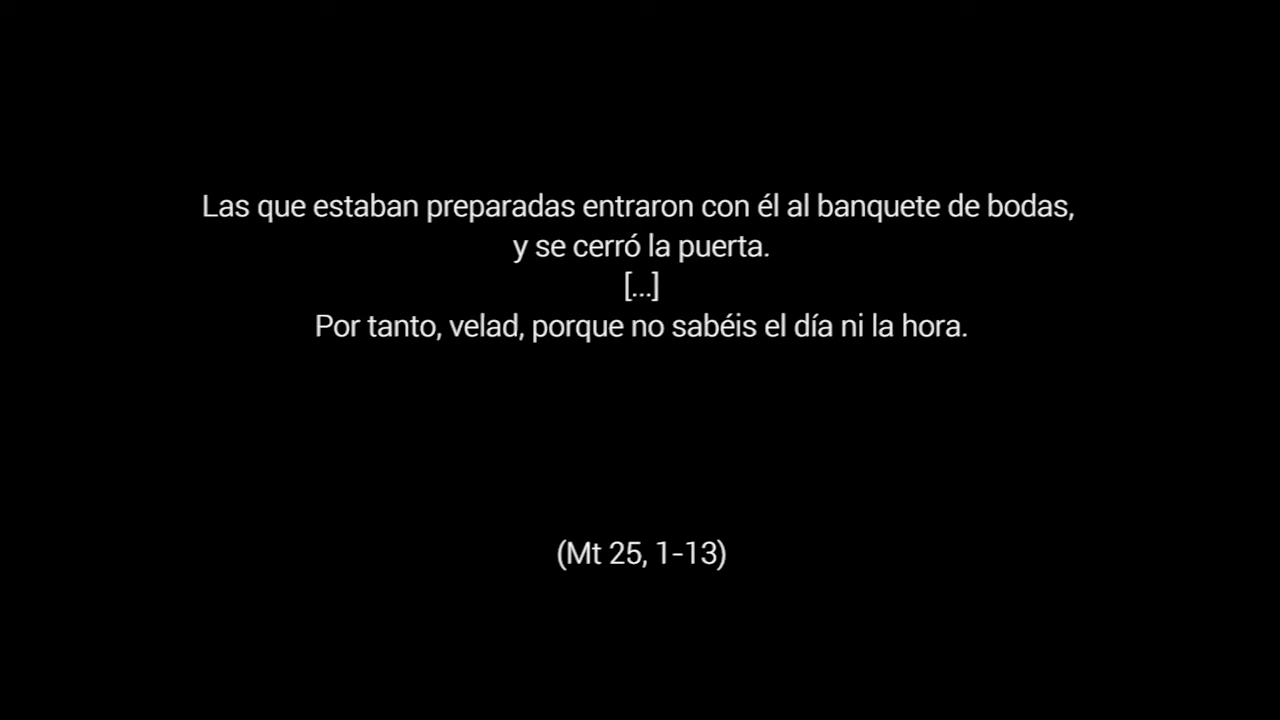 Las que estaban preparadas entraron con él al banquete de bodas,
y se cerró la puerta.
[...]
Por tanto, velad, porque no sabéis el día ni la hora.
(Mt 25, 1-13)